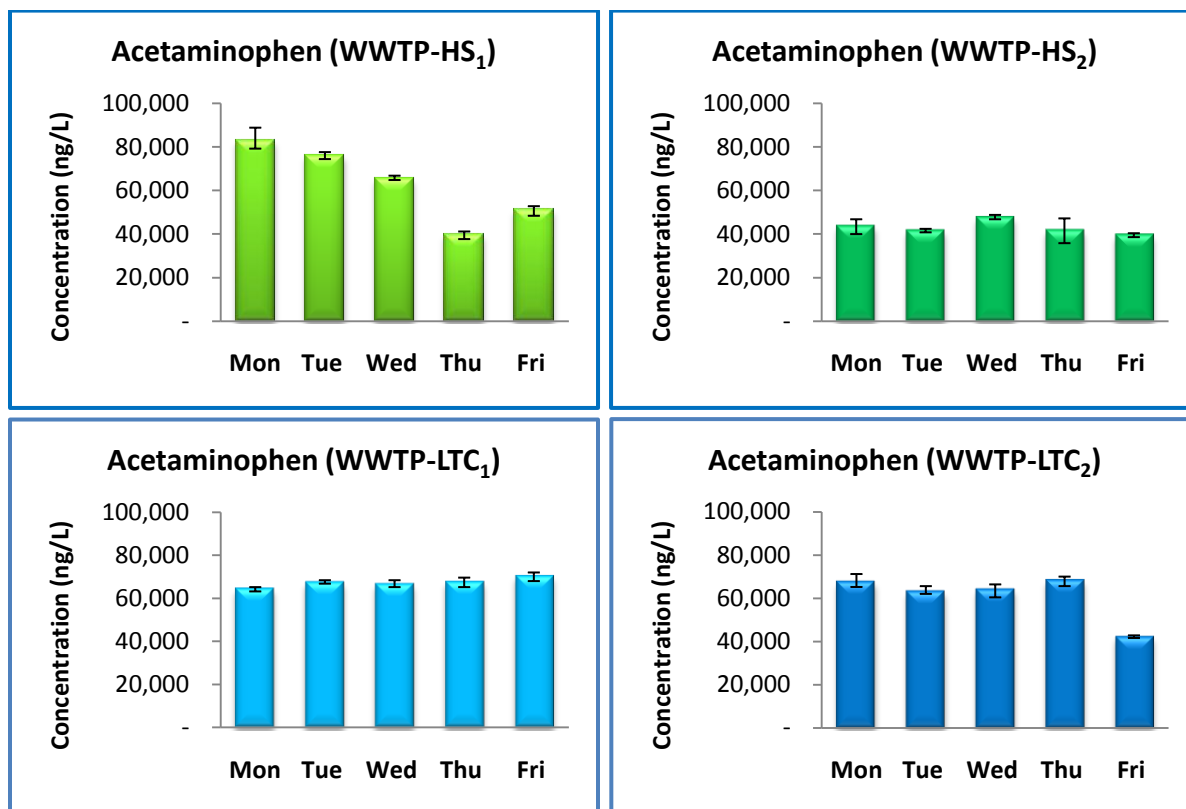 Acetaminophen (WWTP-HS₁)
Concentration (ng/L)
100,000
80,000
60,000
40,000
20,000
-
Mon Tue Wed Thu Fri
Acetaminophen (WWTP-HS₂)
Concentration (ng/L)
100,000
80,000
60,000
40,000
20,000
-
Mon Tue Wed Thu Fri
Acetaminophen (WWTP-LTC₁)
Concentration (ng/L)
100,000
80,000
60,000
40,000
20,000
-
Mon Tue Wed Thu Fri
Acetaminophen (WWTP-LTC₂)
Concentration (ng/L)
100,000
80,000
60,000
40,000
20,000
-
Mon Tue Wed Thu Fri